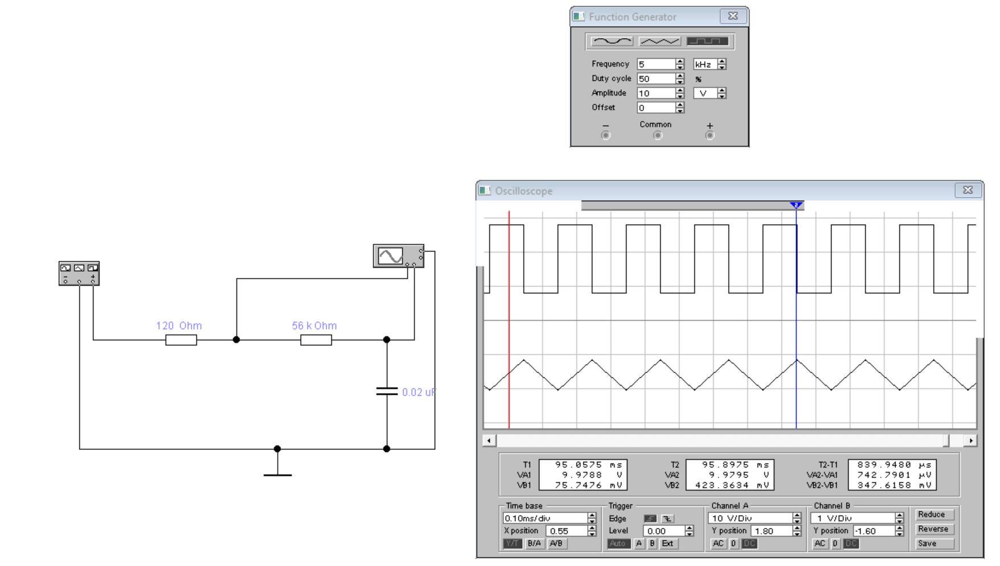 Function Generator
Frequency 5 kHz
Duty cycle 50 %
Amplitude 10 V
Offset 0
− Common +
Oscilloscope
2
− +
120 Ohm 56 k Ohm
0.02 uF
T1 95.0575 ms T2 95.8975 ms T2-T1 839.9480 µs
VA1 9.9788 V VA2 9.9795 V VA2-VA1 742.7901 µV
VB1 75.7476 mV VB2 423.3634 mV VB2-VB1 347.6158 mV
Time base Trigger Channel A Channel B
0.10ms/div Edge 10 V/Div 1 V/Div Reduce
X position 0.55 Level 0.00 Y position 1.80 Y position -1.60 Reverse
Y/T B/A A/B Auto A B Ext AC 0 DC AC 0 DC Save